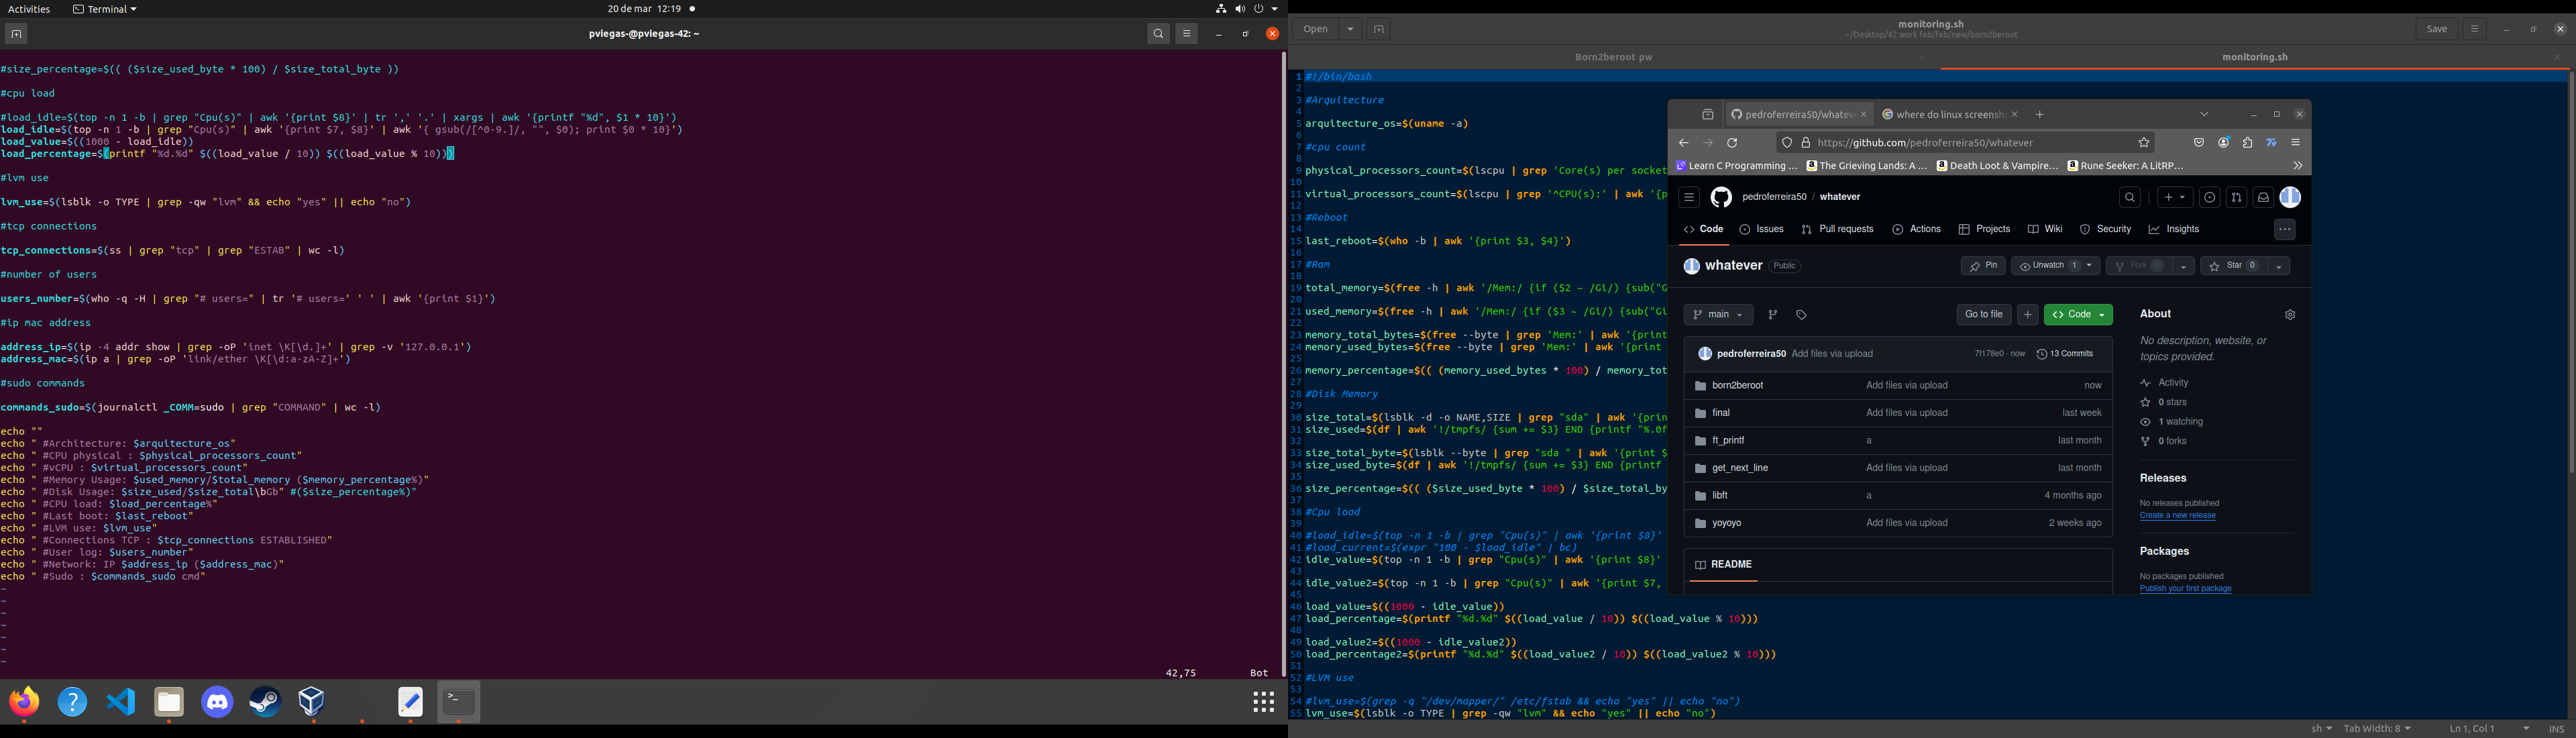 Activities
Terminal
20 de mar 12:19
pviegas-@pviegas-42: ~
#size_percentage=$(( ($size_used_byte * 100) / $size_total_byte ))
#cpu load
#load_idle=$(top -n 1 -b | grep "Cpu(s)" | awk '{print $8}' | tr ',' '.' | xargs | awk '{printf "%d", $1 * 10}')
load_idle=$(top -n 1 -b | grep "Cpu(s)" | awk '{print $7, $8}' | awk '{ gsub(/[^0-9.]/, "", $0); print $0 * 10}')
load_value=$((1000 - load_idle))
load_percentage=$(printf "%d.%d" $((load_value / 10)) $((load_value % 10)))
#lvm use
lvm_use=$(lsblk -o TYPE | grep -qw "lvm" && echo "yes" || echo "no")
#tcp connections
tcp_connections=$(ss | grep "tcp" | grep "ESTAB" | wc -l)
#number of users
users_number=$(who -q -H | grep "# users=" | tr '# users=' ' ' | awk '{print $1}')
#ip mac address
address_ip=$(ip -4 addr show | grep -oP 'inet \K[\d.]+' | grep -v '127.0.0.1')
address_mac=$(ip a | grep -oP 'link/ether \K[\d:a-zA-Z]+')
#sudo commands
commands_sudo=$(journalctl _COMM=sudo | grep "COMMAND" | wc -l)
echo ""
echo " #Architecture: $arquitecture_os"
echo " #CPU physical : $physical_processors_count"
echo " #vCPU : $virtual_processors_count"
echo " #Memory Usage: $used_memory/$total_memory ($memory_percentage%)"
echo " #Disk Usage: $size_used/$size_total\bGb" #($size_percentage%)"
echo " #CPU load: $load_percentage%"
echo " #Last boot: $last_reboot"
echo " #LVM use: $lvm_use"
echo " #Connections TCP : $tcp_connections ESTABLISHED"
echo " #User log: $users_number"
echo " #Network: IP $address_ip ($address_mac)"
echo " #Sudo : $commands_sudo cmd"
~
~
~
~
~
~
~
42,75 Bot
Open
monitoring.sh
~/Desktop/42 work feb/feb/new/born2beroot
Save
Born2beroot pw
monitoring.sh
1 #!/bin/bash
2
3 #Arquitecture
4
5 arquitecture_os=$(uname -a)
6
7 #cpu count
8
9 physical_processors_count=$(lscpu | grep 'Core(s) per socket
10
11 virtual_processors_count=$(lscpu | grep '^CPU(s):' | awk '{p
12
13 #Reboot
14
15 last_reboot=$(who -b | awk '{print $3, $4}')
16
17 #Ram
18
19 total_memory=$(free -h | awk '/Mem:/ {if ($2 ~ /Gi/) {sub("G
20
21 used_memory=$(free -h | awk '/Mem:/ {if ($3 ~ /Gi/) {sub("Gi
22
23 memory_total_bytes=$(free --byte | grep 'Mem:' | awk '{print
24 memory_used_bytes=$(free --byte | grep 'Mem:' | awk '{print
25
26 memory_percentage=$(( (memory_used_bytes * 100) / memory_tot
27
28 #Disk Memory
29
30 size_total=$(lsblk -d -o NAME,SIZE | grep "sda" | awk '{prin
31 size_used=$(df | awk '!/tmpfs/ {sum += $3} END {printf "%.0f
32
33 size_total_byte=$(lsblk --byte | grep "sda " | awk '{print $
34 size_used_byte=$(df | awk '!/tmpfs/ {sum += $3} END {printf
35
36 size_percentage=$(( ($size_used_byte * 100) / $size_total_by
37
38 #Cpu load
39
40 #load_idle=$(top -n 1 -b | grep "Cpu(s)" | awk '{print $8}'
41 #load_current=$(expr "100 - $load_idle" | bc)
42 idle_value=$(top -n 1 -b | grep "Cpu(s)" | awk '{print $8}'
43
44 idle_value2=$(top -n 1 -b | grep "Cpu(s)" | awk '{print $7,
45
46 load_value=$((1000 - idle_value))
47 load_percentage=$(printf "%d.%d" $((load_value / 10)) $((load_value % 10)))
48
49 load_value2=$((1000 - idle_value2))
50 load_percentage2=$(printf "%d.%d" $((load_value2 / 10)) $((load_value2 % 10)))
51
52 #LVM use
53
54 #lvm_use=$(grep -q "/dev/mapper/" /etc/fstab && echo "yes" || echo "no")
55 lvm_use=$(lsblk -o TYPE | grep -qw "lvm" && echo "yes" || echo "no")
sh Tab Width: 8 Ln 1, Col 1 INS
pedroferreira50/whateve
where do linux screensho
https://github.com/pedroferreira50/whatever
Learn C Programming …
The Grieving Lands: A …
Death Loot & Vampire…
Rune Seeker: A LitRP…
pedroferreira50 / whatever
Code Issues Pull requests Actions Projects Wiki Security Insights
whatever Public
Pin Unwatch 1 Fork Star 0
main
Go to file
Code
pedroferreira50 Add files via upload 7f178e0 · now 13 Commits
born2beroot Add files via upload now
final Add files via upload last week
ft_printf a last month
get_next_line Add files via upload last month
libft a 4 months ago
yoyoyo Add files via upload 2 weeks ago
README
About
No description, website, or
topics provided.
Activity
0 stars
1 watching
0 forks
Releases
No releases published
Create a new release
Packages
No packages published
Publish your first package